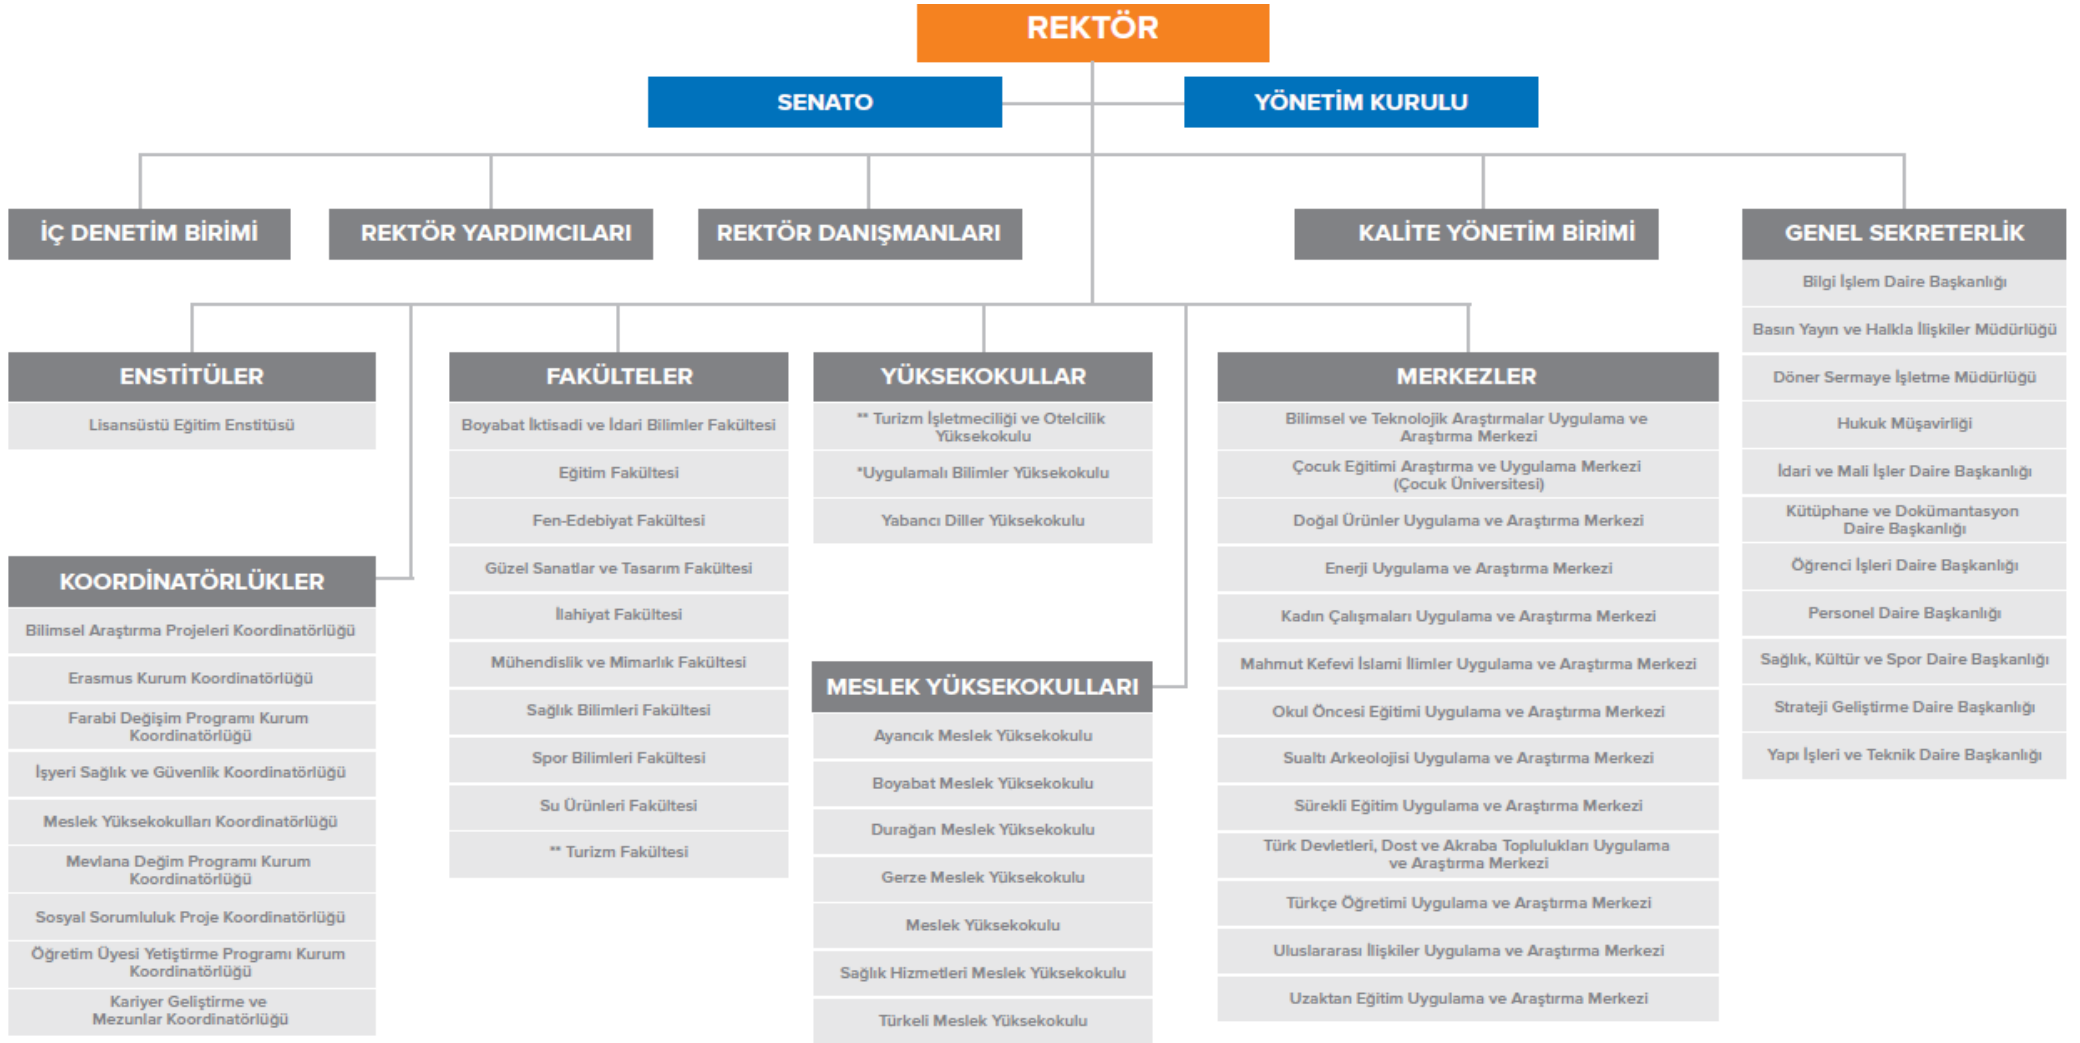 REKTÖR
SENATO
YÖNETİM KURULU
İÇ DENETİM BİRİMİ
REKTÖR YARDIMCILARI
REKTÖR DANIŞMANLARI
KALİTE YÖNETİM BİRİMİ
GENEL SEKRETERLİK
Bilgi İşlem Daire Başkanlığı
Basın Yayın ve Halkla İlişkiler Müdürlüğü
Döner Sermaye İşletme Müdürlüğü
Hukuk Müşavirliği
İdari ve Mali İşler Daire Başkanlığı
Kütüphane ve Dokümantasyon
Daire Başkanlığı
Öğrenci İşleri Daire Başkanlığı
Personel Daire Başkanlığı
Sağlık, Kültür ve Spor Daire Başkanlığı
Strateji Geliştirme Daire Başkanlığı
Yapı İşleri ve Teknik Daire Başkanlığı
ENSTİTÜLER
Lisansüstü Eğitim Enstitüsü
KOORDİNATÖRLÜKLER
Bilimsel Araştırma Projeleri Koordinatörlüğü
Erasmus Kurum Koordinatörlüğü
Farabi Değişim Programı Kurum
Koordinatörlüğü
İşyeri Sağlık ve Güvenlik Koordinatörlüğü
Meslek Yüksekokulları Koordinatörlüğü
Mevlana Değim Programı Kurum
Koordinatörlüğü
Sosyal Sorumluluk Proje Koordinatörlüğü
Öğretim Üyesi Yetiştirme Programı Kurum
Koordinatörlüğü
Kariyer Geliştirme ve
Mezunlar Koordinatörlüğü
FAKÜLTELER
Boyabat İktisadi ve İdari Bilimler Fakültesi
Eğitim Fakültesi
Fen-Edebiyat Fakültesi
Güzel Sanatlar ve Tasarım Fakültesi
İlahiyat Fakültesi
Mühendislik ve Mimarlık Fakültesi
Sağlık Bilimleri Fakültesi
Spor Bilimleri Fakültesi
Su Ürünleri Fakültesi
** Turizm Fakültesi
YÜKSEKOKULLAR
** Turizm İşletmeciliği ve Otelcilik
Yüksekokulu
*Uygulamalı Bilimler Yüksekokulu
Yabancı Diller Yüksekokulu
MESLEK YÜKSEKOKULLARI
Ayancık Meslek Yüksekokulu
Boyabat Meslek Yüksekokulu
Durağan Meslek Yüksekokulu
Gerze Meslek Yüksekokulu
Meslek Yüksekokulu
Sağlık Hizmetleri Meslek Yüksekokulu
Türkeli Meslek Yüksekokulu
MERKEZLER
Bilimsel ve Teknolojik Araştırmalar Uygulama ve
Araştırma Merkezi
Çocuk Eğitimi Araştırma ve Uygulama Merkezi
(Çocuk Üniversitesi)
Doğal Ürünler Uygulama ve Araştırma Merkezi
Enerji Uygulama ve Araştırma Merkezi
Kadın Çalışmaları Uygulama ve Araştırma Merkezi
Mahmut Kefevi İslami İlimler Uygulama ve Araştırma Merkezi
Okul Öncesi Eğitimi Uygulama ve Araştırma Merkezi
Sualtı Arkeolojisi Uygulama ve Araştırma Merkezi
Sürekli Eğitim Uygulama ve Araştırma Merkezi
Türk Devletleri, Dost ve Akraba Toplulukları Uygulama
ve Araştırma Merkezi
Türkçe Öğretimi Uygulama ve Araştırma Merkezi
Uluslararası İlişkiler Uygulama ve Araştırma Merkezi
Uzaktan Eğitim Uygulama ve Araştırma Merkezi